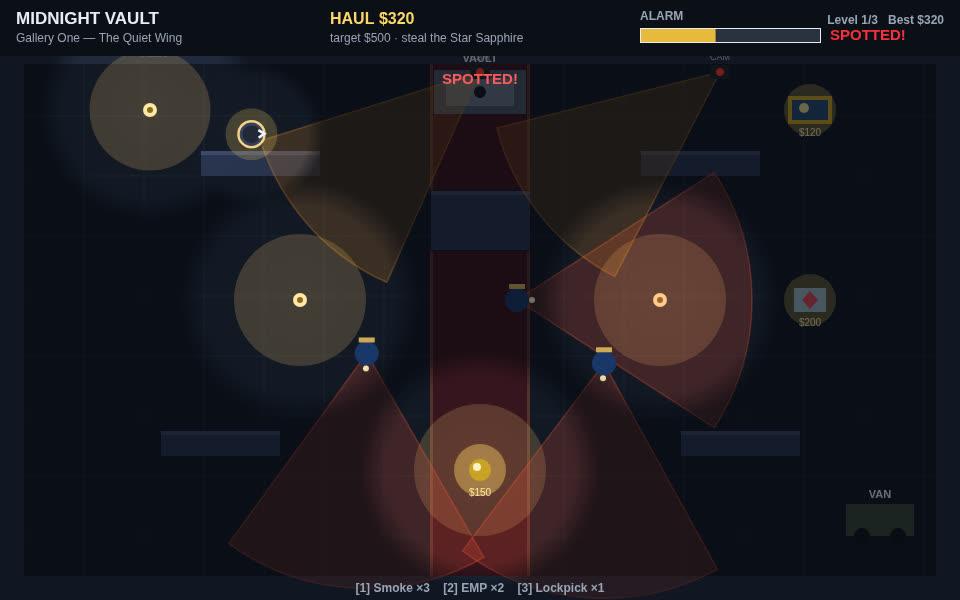 MIDNIGHT VAULT
Gallery One — The Quiet Wing
HAUL $320
target $500 · steal the Star Sapphire
ALARM
Level 1/3 Best $320
SPOTTED!
VAULT
CAM
SPOTTED!
$120
$200
$150
VAN
[1] Smoke ×3 [2] EMP ×2 [3] Lockpick ×1